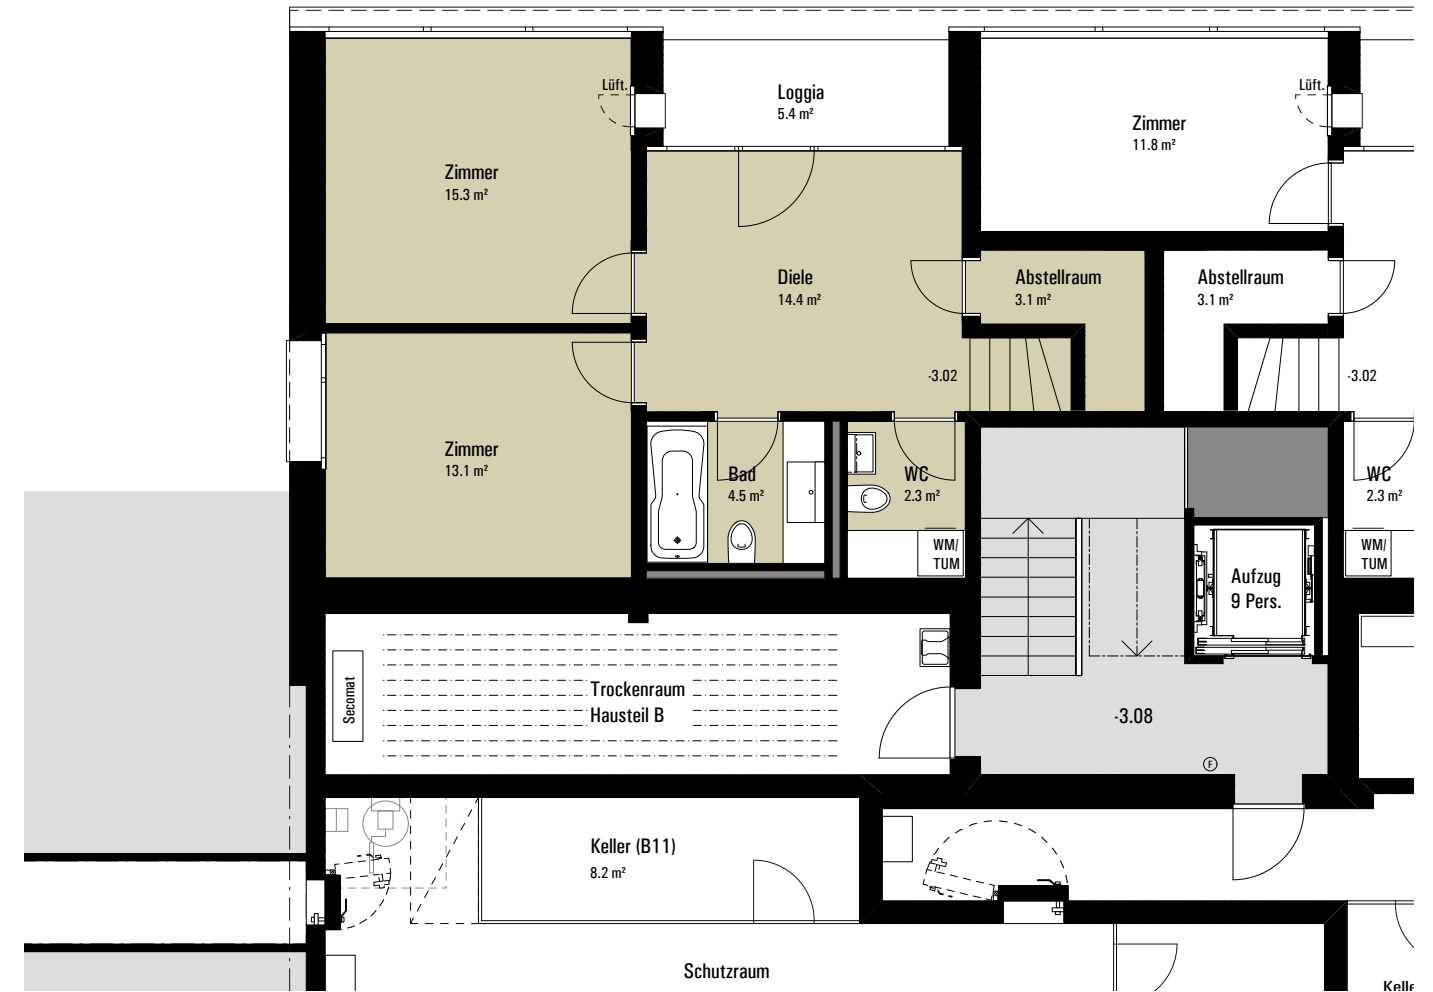 Lüft.
Loggia
5.4 m²
Zimmer
11.8 m²
Lüft.
Zimmer
15.3 m²
Diele
14.4 m²
Abstellraum
3.1 m²
Abstellraum
3.1 m²
-3.02
-3.02
Zimmer
13.1 m²
Bad
4.5 m²
WC
2.3 m²
WC
2.3 m²
WM/
TUM
WM/
TUM
Aufzug
9 Pers.
Secomat
Trockenraum
Hausteil B
-3.08
F
Keller (B11)
8.2 m²
Schutzraum
Kelle